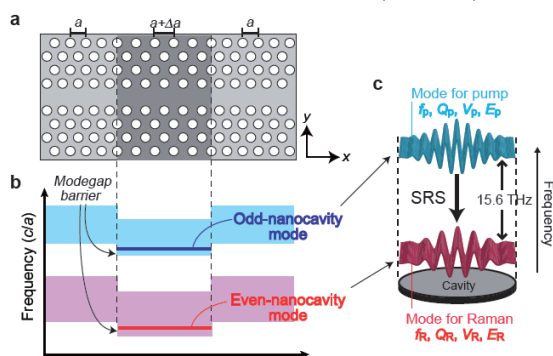 a
a
a+Δa
a
y
x
b
Modegap
barrier
Frequency (c/a)
Odd-nanocavity
mode
Even-nanocavity
mode
c
Mode for pump
fp, Qp, Vp, Ep
SRS
15.6 THz
Frequency
Cavity
Mode for Raman
fR, QR, VR, ER